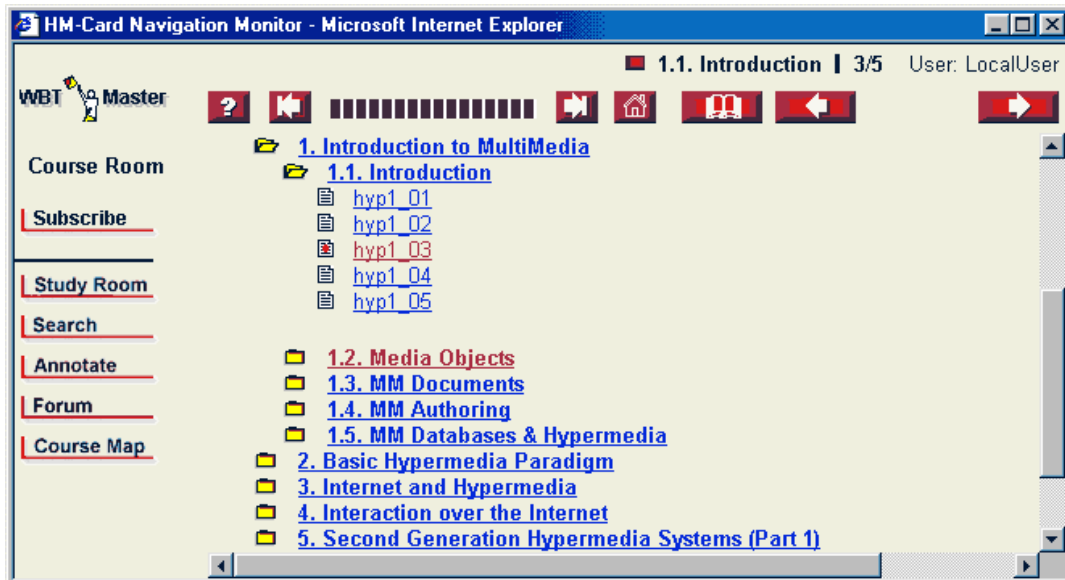 HM-Card Navigation Monitor - Microsoft Internet Explorer
1.1. Introduction | 3/5 User: LocalUser
WBT Master
?
Course Room
Subscribe
Study Room
Search
Annotate
Forum
Course Map
1. Introduction to MultiMedia
1.1. Introduction
hyp1_01
hyp1_02
hyp1_03
hyp1_04
hyp1_05
1.2. Media Objects
1.3. MM Documents
1.4. MM Authoring
1.5. MM Databases & Hypermedia
2. Basic Hypermedia Paradigm
3. Internet and Hypermedia
4. Interaction over the Internet
5. Second Generation Hypermedia Systems (Part 1)